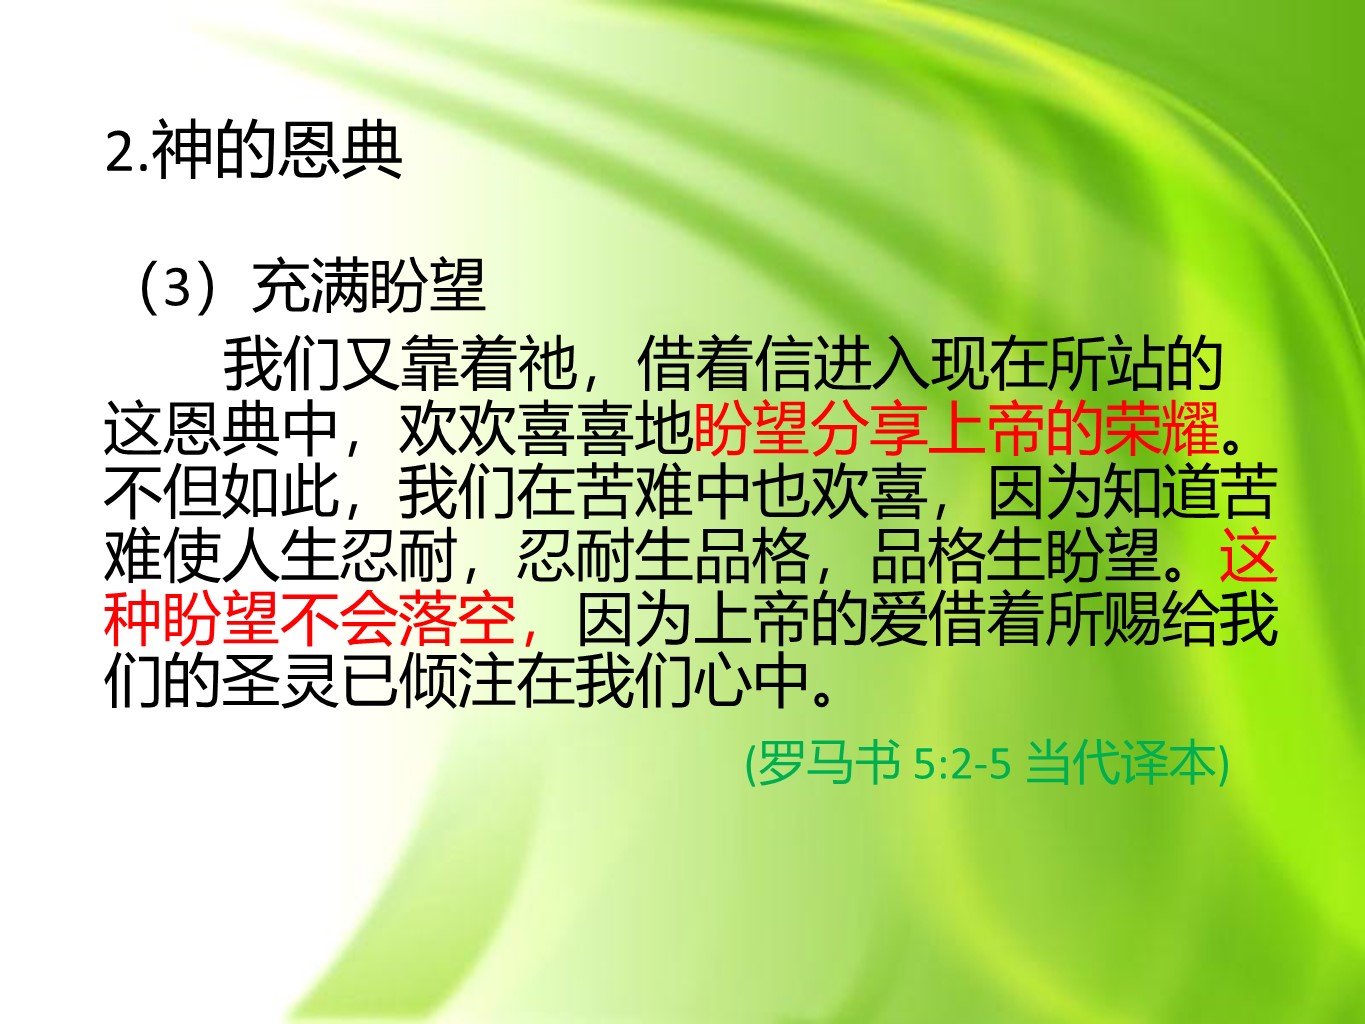 2.神的恩典
（3）充满盼望
我们又靠着祂，借着信进入现在所站的
这恩典中，欢欢喜喜地盼望分享上帝的荣耀。
不但如此，我们在苦难中也欢喜，因为知道苦
难使人生忍耐，忍耐生品格，品格生盼望。这
种盼望不会落空，因为上帝的爱借着所赐给我
们的圣灵已倾注在我们心中。
(罗马书 5:2-5 当代译本)